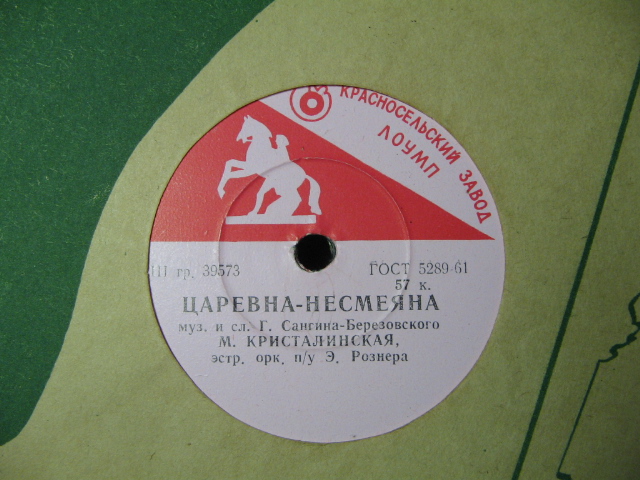 КРАСНОСЕЛЬСКИЙ ЗАВОД
ЛОУМП
III гр. 39573
ГОСТ 5289-61
57 к.
ЦАРЕВНА-НЕСМЕЯНА
муз. и сл. Г. Сангина-Березовского
М. КРИСТАЛИНСКАЯ,
эстр. орк. п/у Э. Рознера